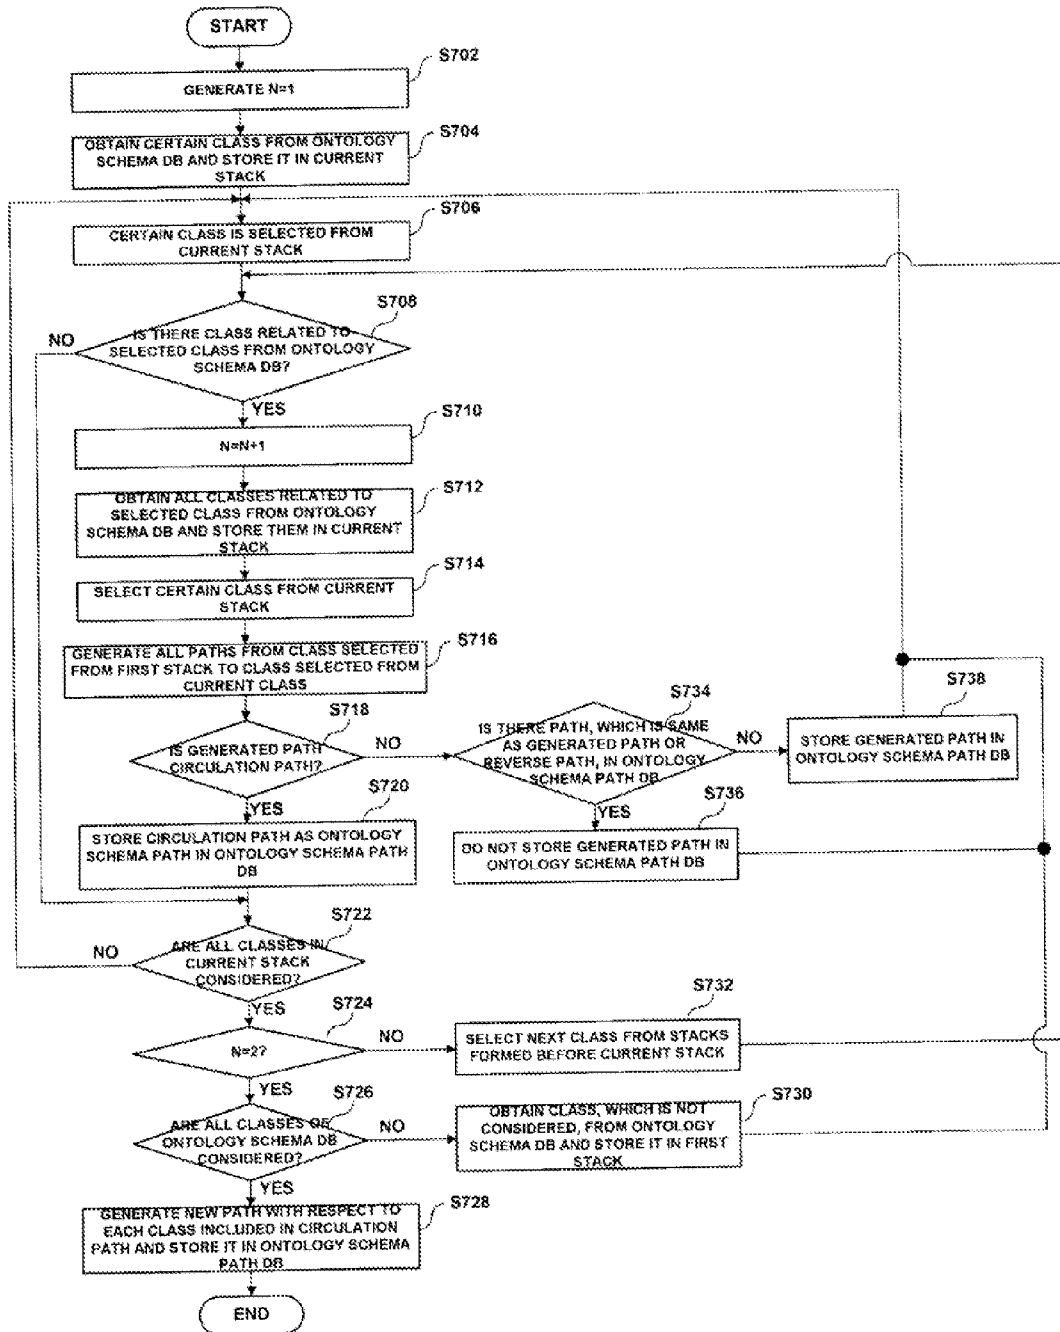 START
S702
GENERATE N=1
S704
OBTAIN CERTAIN CLASS FROM ONTOLOGY
SCHEMA DB AND STORE IT IN CURRENT
STACK
S706
CERTAIN CLASS IS SELECTED FROM
CURRENT STACK
S708
NO
IS THERE CLASS RELATED TO
SELECTED CLASS FROM ONTOLOGY
SCHEMA DB?
YES
S710
N=N+1
S712
OBTAIN ALL CLASSES RELATED TO
SELECTED CLASS FROM ONTOLOGY
SCHEMA DB AND STORE THEM IN CURRENT
STACK
S714
SELECT CERTAIN CLASS FROM CURRENT
STACK
S716
GENERATE ALL PATHS FROM CLASS SELECTED
FROM FIRST STACK TO CLASS SELECTED FROM
CURRENT CLASS
S718
IS GENERATED PATH
CIRCULATION PATH?
NO
YES
S734
IS THERE PATH, WHICH IS SAME
AS GENERATED PATH OR
REVERSE PATH, IN ONTOLOGY
SCHEMA PATH DB
NO
YES
S738
STORE GENERATED PATH IN
ONTOLOGY SCHEMA PATH DB
S720
STORE CIRCULATION PATH AS ONTOLOGY
SCHEMA PATH IN ONTOLOGY SCHEMA PATH
DB
S736
DO NOT STORE GENERATED PATH IN
ONTOLOGY SCHEMA PATH DB
S722
NO
ARE ALL CLASSES IN
CURRENT STACK
CONSIDERED?
YES
S724
N=2?
NO
YES
S732
SELECT NEXT CLASS FROM STACKS
FORMED BEFORE CURRENT STACK
S726
ARE ALL CLASSES OF
ONTOLOGY SCHEMA DB
CONSIDERED?
NO
YES
S730
OBTAIN CLASS, WHICH IS NOT
CONSIDERED, FROM ONTOLOGY
SCHEMA DB AND STORE IT IN FIRST
STACK
S728
GENERATE NEW PATH WITH RESPECT TO
EACH CLASS INCLUDED IN CIRCULATION
PATH AND STORE IT IN ONTOLOGY SCHEMA
PATH DB
END